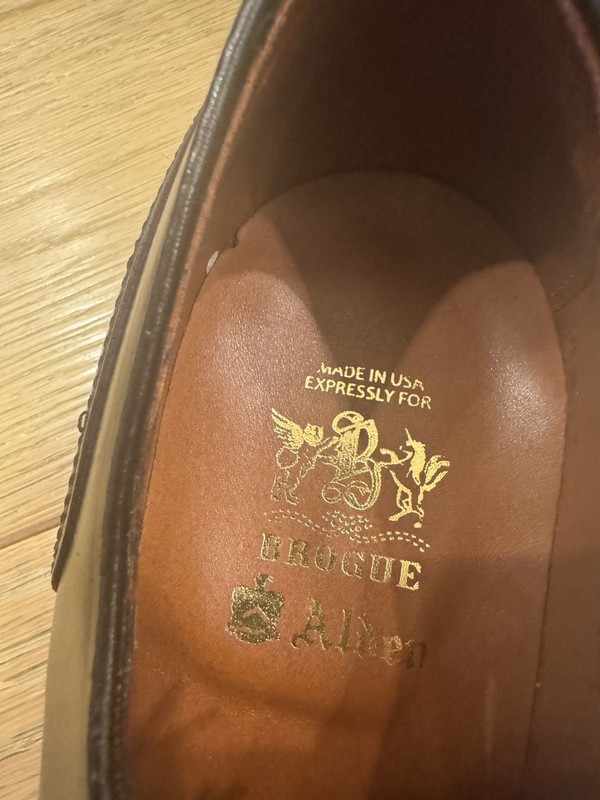 MADE IN USA
EXPRESSLY FOR
B
BROGUE
Alden